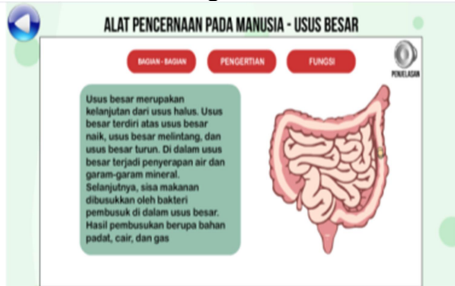 ALAT PENCERNAAN PADA MANUSIA - USUS BESAR
BAGIAN - BAGIAN
PENGERTIAN
FUNGSI
PENJELASAN
Usus besar merupakan
kelanjutan dari usus halus. Usus
besar terdiri atas usus besar
naik, usus besar melintang, dan
usus besar turun. Di dalam usus
besar terjadi penyerapan air dan
garam-garam mineral.
Selanjutnya, sisa makanan
dibusukkan oleh bakteri
pembusuk di dalam usus besar.
Hasil pembusukan berupa bahan
padat, cair, dan gas